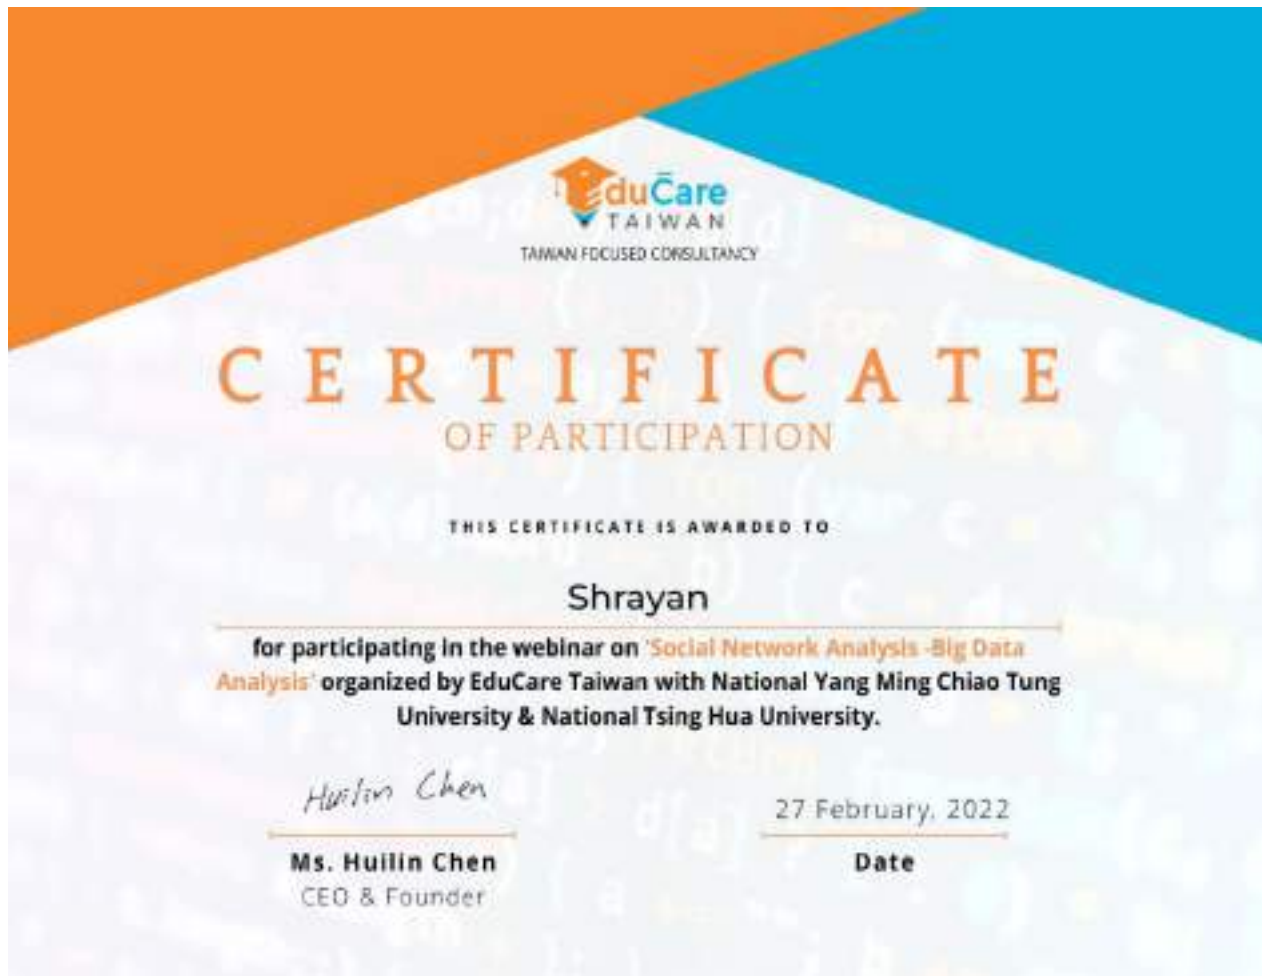 EduCare
TAIWAN
TAIWAN FOCUSED CONSULTANCY
CERTIFICATE
OF PARTICIPATION
THIS CERTIFICATE IS AWARDED TO
Shrayan
for participating in the webinar on 'Social Network Analysis -Big Data
Analysis' organized by EduCare Taiwan with National Yang Ming Chiao Tung
University & National Tsing Hua University.
Huilin Chen
27 February, 2022
Ms. Huilin Chen
Date
CEO & Founder